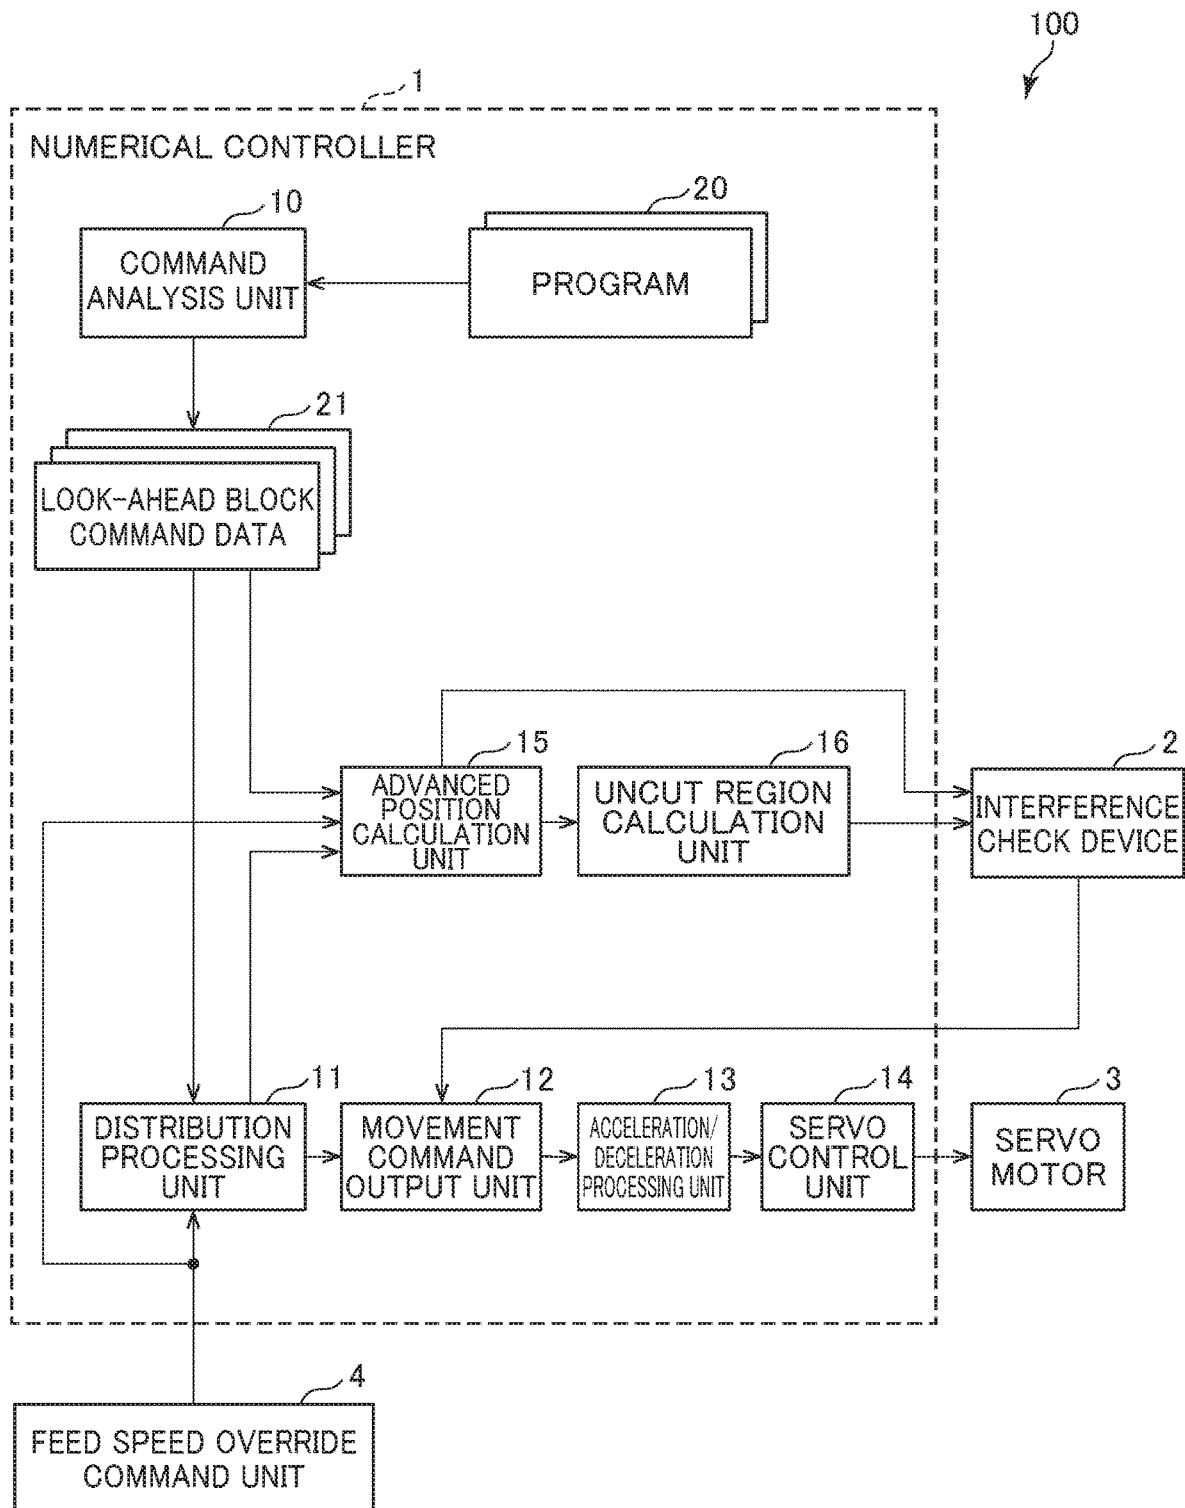 100
1
NUMERICAL CONTROLLER
10
COMMAND
ANALYSIS UNIT
20
PROGRAM
21
LOOK-AHEAD BLOCK
COMMAND DATA
15
ADVANCED
POSITION
CALCULATION
UNIT
16
UNCUT REGION
CALCULATION
UNIT
2
INTERFERENCE
CHECK DEVICE
11
DISTRIBUTION
PROCESSING
UNIT
12
MOVEMENT
COMMAND
OUTPUT UNIT
13
ACCELERATION/
DECELERATION
PROCESSING UNIT
14
SERVO
CONTROL
UNIT
3
SERVO
MOTOR
4
FEED SPEED OVERRIDE
COMMAND UNIT